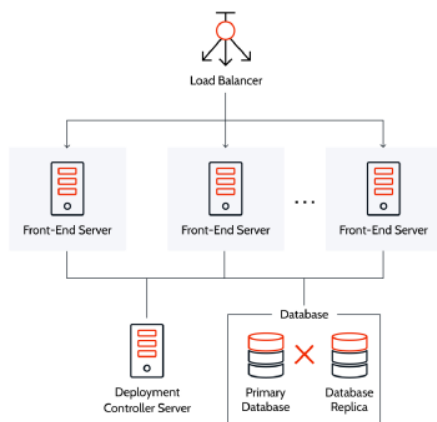 Load Balancer
Front-End Server
Front-End Server
...
Front-End Server
Database
Deployment
Controller Server
Primary
Database
Database
Replica